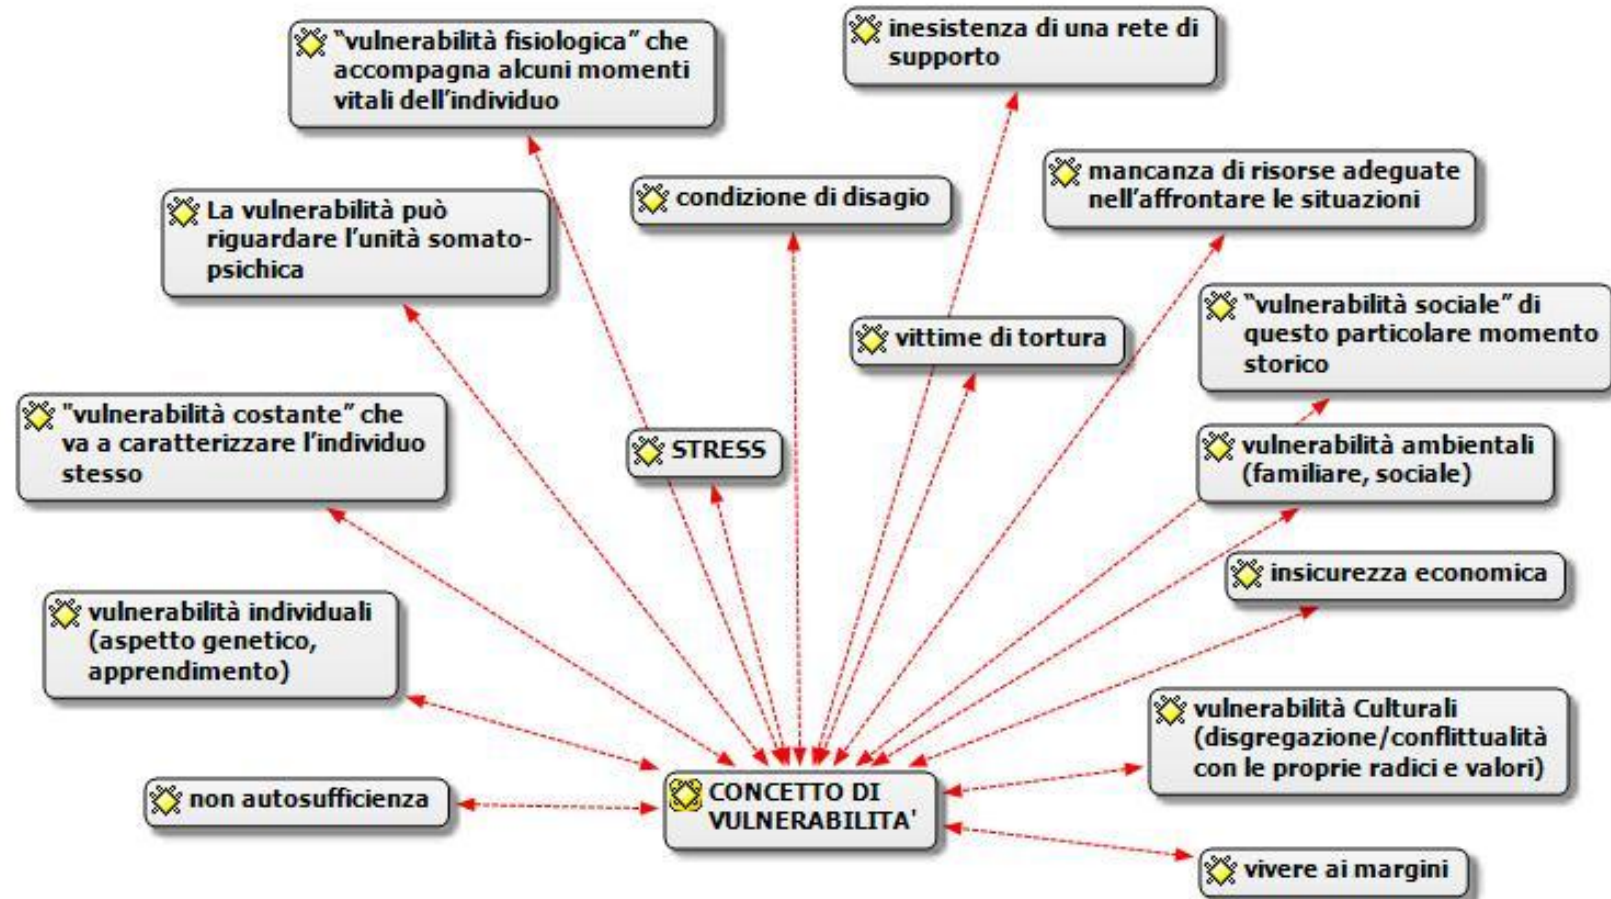 “vulnerabilità fisiologica” che
accompagna alcuni momenti
vitali dell’individuo
inesistenza di una rete di
supporto
mancanza di risorse adeguate
nell’affrontare le situazioni
condizione di disagio
La vulnerabilità può
riguardare l’unità somato-
psichica
“vulnerabilità sociale” di
questo particolare momento
storico
vittime di tortura
"vulnerabilità costante” che
va a caratterizzare l’individuo
stesso
STRESS
vulnerabilità ambientali
(familiare, sociale)
insicurezza economica
vulnerabilità individuali
(aspetto genetico,
apprendimento)
vulnerabilità Culturali
(disgregazione/conflittualità
con le proprie radici e valori)
non autosufficienza
CONCETTO DI
VULNERABILITA'
vivere ai margini